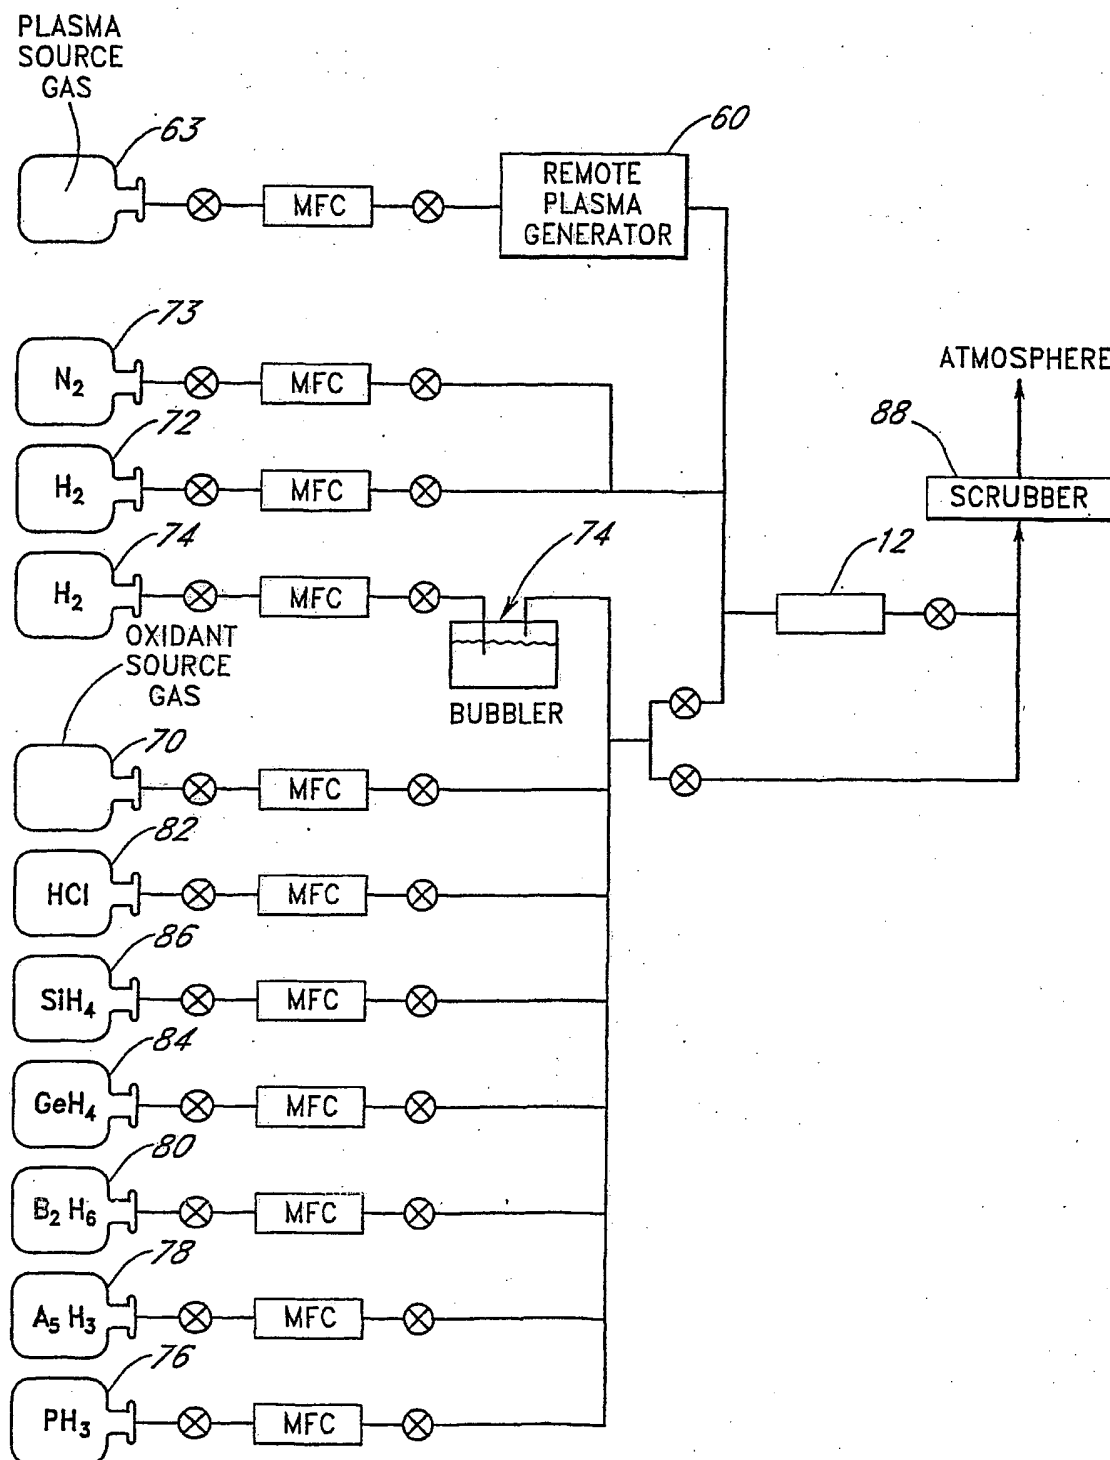 PLASMA
SOURCE
GAS
63
MFC
60
REMOTE
PLASMA
GENERATOR
73
N2
MFC
72
H2
MFC
74
H2
MFC
74
BUBBLER
ATMOSPHERE
88
SCRUBBER
12
OXIDANT
SOURCE
GAS
70
MFC
82
HCl
MFC
86
SiH4
MFC
84
GeH4
MFC
80
B2 H6
MFC
78
A5 H3
MFC
76
PH3
MFC